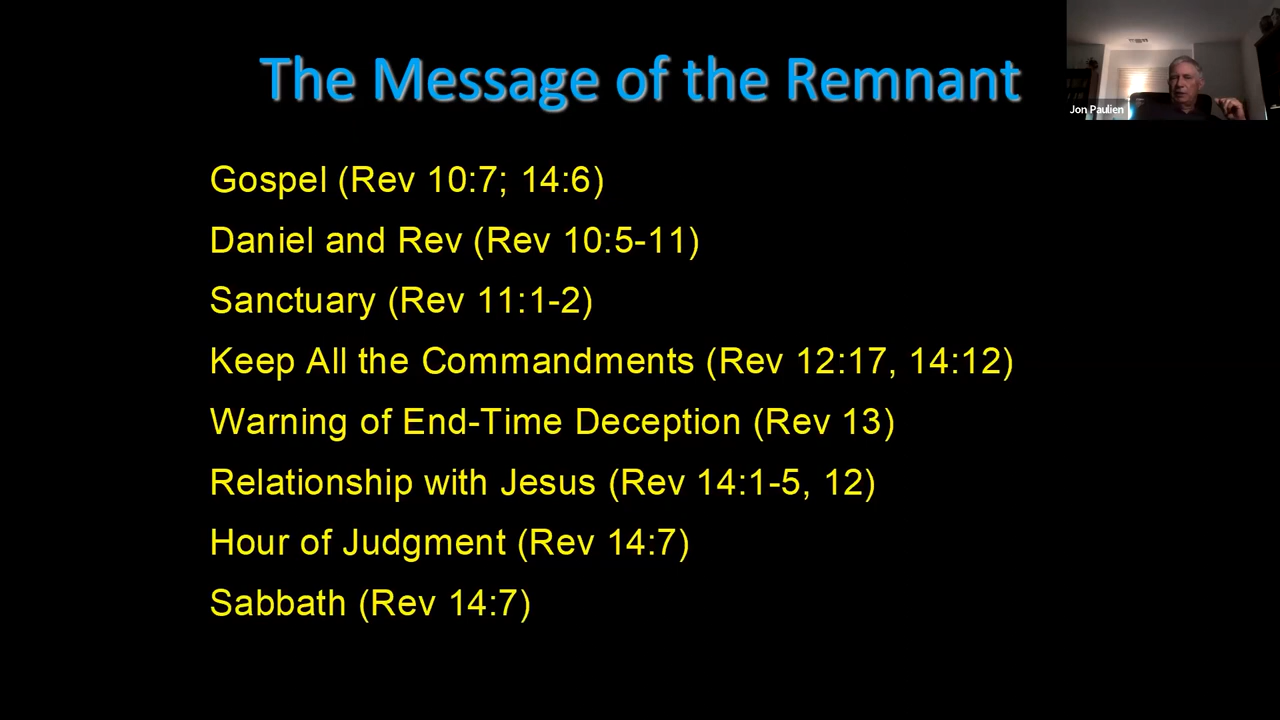 The Message of the Remnant
Jon Paulien
Gospel (Rev 10:7; 14:6)
Daniel and Rev (Rev 10:5-11)
Sanctuary (Rev 11:1-2)
Keep All the Commandments (Rev 12:17, 14:12)
Warning of End-Time Deception (Rev 13)
Relationship with Jesus (Rev 14:1-5, 12)
Hour of Judgment (Rev 14:7)
Sabbath (Rev 14:7)